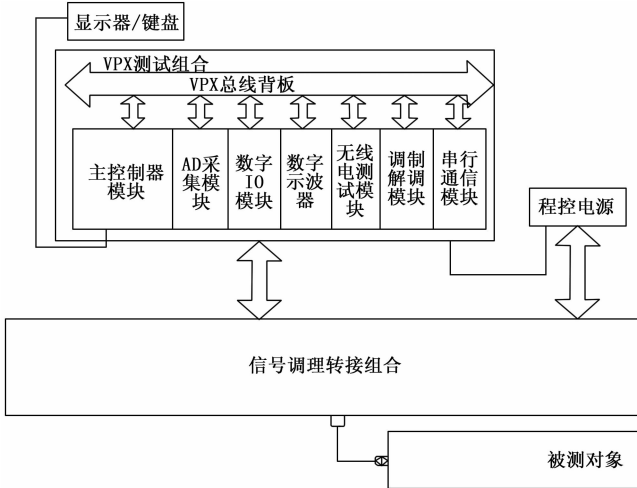 显示器/键盘
VPX测试组合
VPX总线背板
主控制器
模块
AD采
集模
块
数字
IO
模块
数字
示波
器
无线
电测
试模
块
调制
解调
模块
串行
通信
模块
程控电源
信号调理转接组合
被测对象